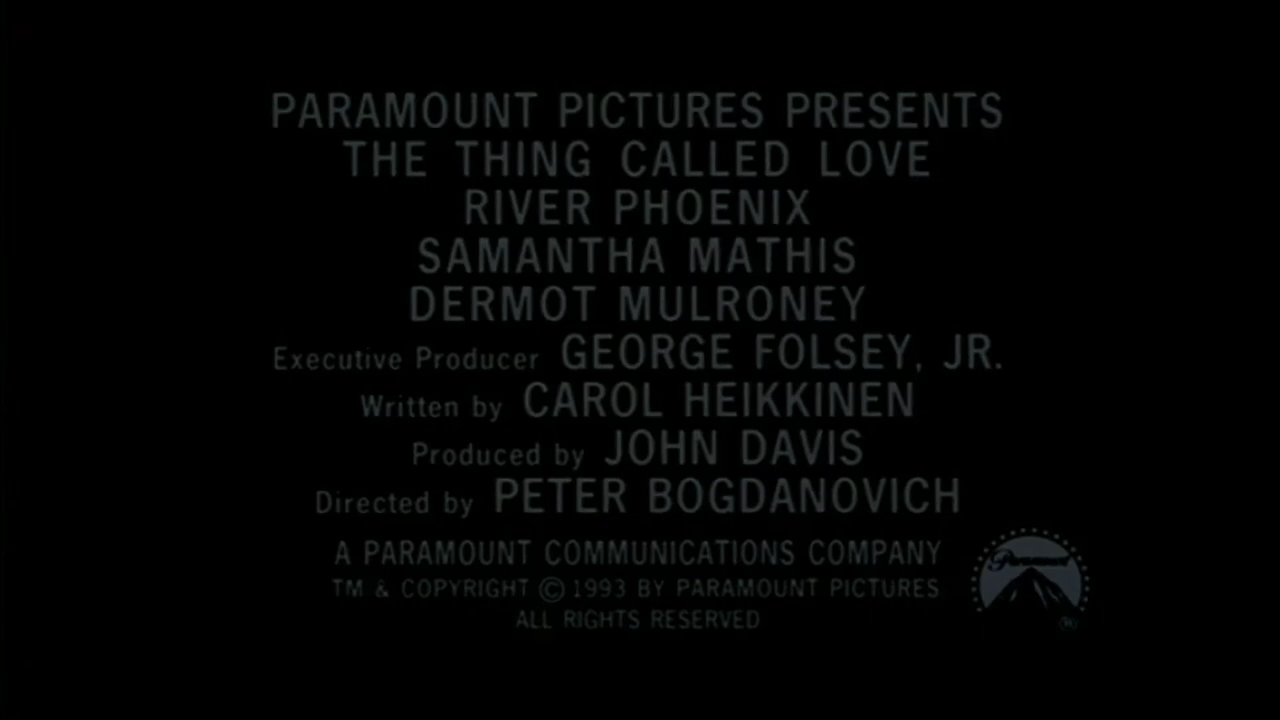 PARAMOUNT PICTURES PRESENTS
THE THING CALLED LOVE
RIVER PHOENIX
SAMANTHA MATHIS
DERMOT MULRONEY
Executive Producer GEORGE FOLSEY, JR.
Written by CAROL HEIKKINEN
Produced by JOHN DAVIS
Directed by PETER BOGDANOVICH
A PARAMOUNT COMMUNICATIONS COMPANY
TM & COPYRIGHT © 1993 BY PARAMOUNT PICTURES
ALL RIGHTS RESERVED
Paramount
®